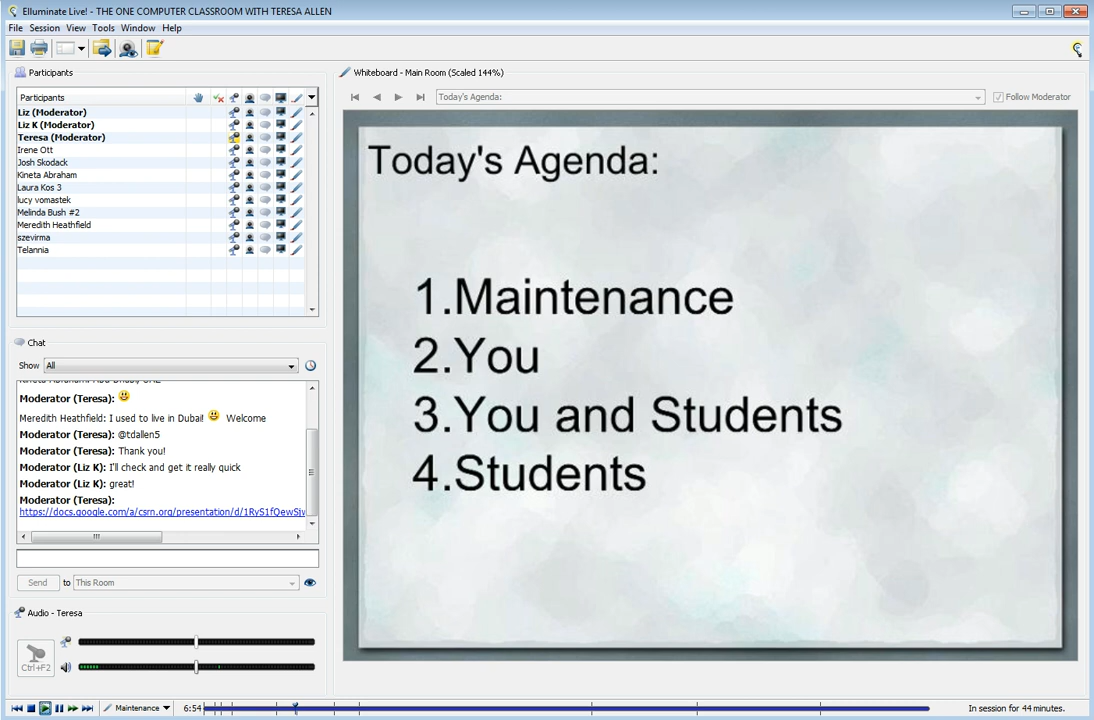 Elluminate Live! - THE ONE COMPUTER CLASSROOM WITH TERESA ALLEN
File Session View Tools Window Help
Participants
Participants
Liz (Moderator)
Liz K (Moderator)
Teresa (Moderator)
Irene Ott
Josh Skodack
Kineta Abraham
Laura Kos 3
lucy vomastek
Melinda Bush #2
Meredith Heathfield
szevirma
Telannia
Chat
Show All
Moderator (Teresa):
Meredith Heathfield: I used to live in Dubai! Welcome
Moderator (Teresa): @tdallen5
Moderator (Teresa): Thank you!
Moderator (Liz K): I'll check and get it really quick
Moderator (Liz K): great!
Moderator (Teresa):
https://docs.google.com/a/csrn.org/presentation/d/1RyS1fQewSjw
Send to This Room
Audio - Teresa
Ctrl+F2
Maintenance 6:54
Whiteboard - Main Room (Scaled 144%)
Today's Agenda: Follow Moderator
Today's Agenda:
1.Maintenance
2.You
3.You and Students
4.Students
In session for 44 minutes.